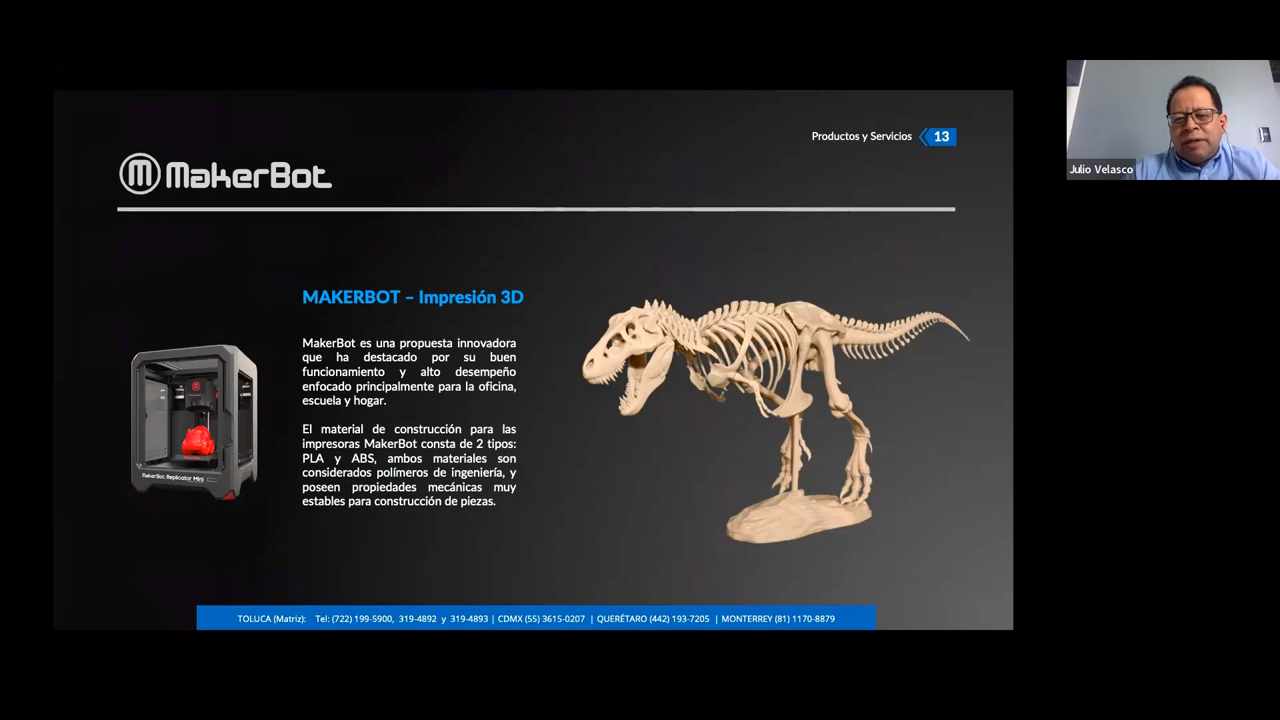 Productos y Servicios 13
MakerBot
Julio Velasco
MAKERBOT – Impresión 3D
MakerBot es una propuesta innovadora
que ha destacado por su buen
funcionamiento y alto desempeño
enfocado principalmente para la oficina,
escuela y hogar.
El material de construcción para las
impresoras MakerBot consta de 2 tipos:
PLA y ABS, ambos materiales son
considerados polímeros de ingeniería, y
poseen propiedades mecánicas muy
estables para construcción de piezas.
MakerBot Replicator Mini
TOLUCA (Matriz): Tel: (722) 199-5900, 319-4892 y 319-4893 | CDMX (55) 3615-0207 | QUERÉTARO (442) 193-7205 | MONTERREY (81) 1170-8879